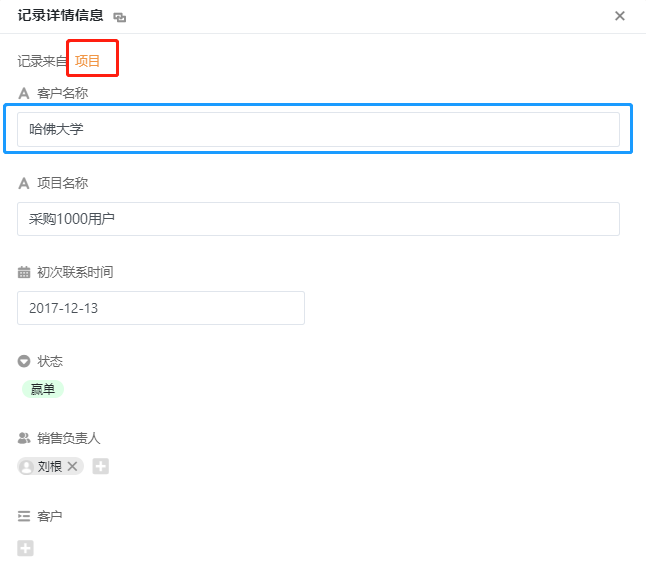 记录详情信息
记录来自 项目
客户名称
哈佛大学
项目名称
采购1000用户
初次联系时间
2017-12-13
状态
赢单
销售负责人
刘根
客户